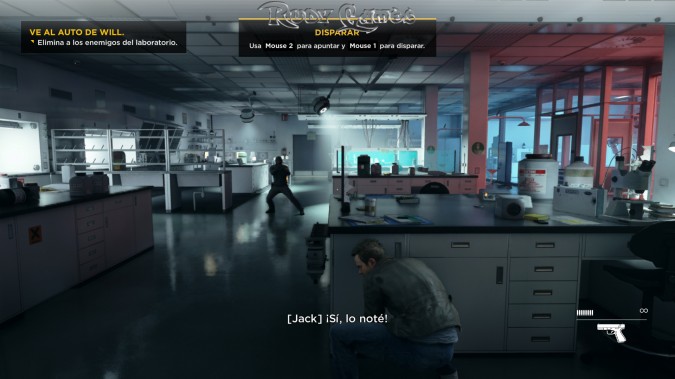 Rudy Games
VE AL AUTO DE WILL.
Elimina a los enemigos del laboratorio.
DISPARAR
Usa Mouse 2 para apuntar y Mouse 1 para disparar.
[Jack] ¡Sí, lo noté!
∞